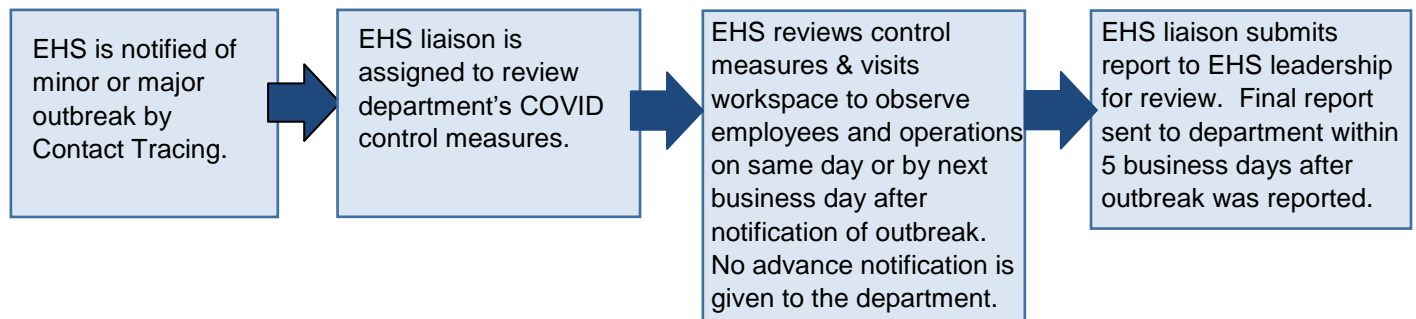 EHS is notified of
minor or major
outbreak by
Contact Tracing.
EHS liaison is
assigned to review
department’s COVID
control measures.
EHS reviews control
measures & visits
workspace to observe
employees and operations
on same day or by next
business day after
notification of outbreak.
No advance notification is
given to the department.
EHS liaison submits
report to EHS leadership
for review.  Final report
sent to department within
5 business days after
outbreak was reported.